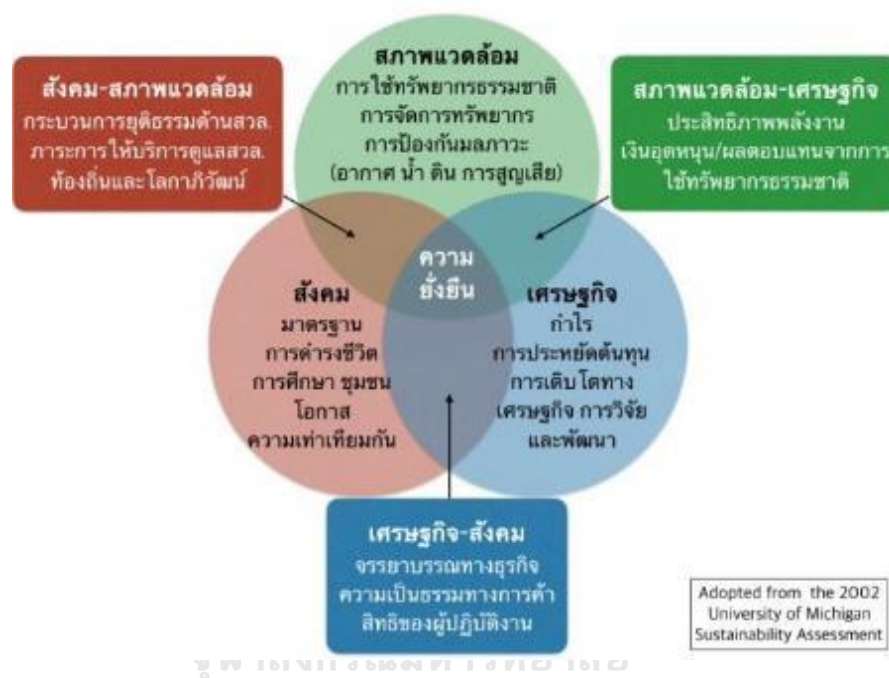 สภาพแวดล้อม
การใช้ทรัพยากรธรรมชาติ
การจัดการทรัพยากร
การป้องกันมลภาวะ
(อากาศ น้ำ ดิน การสูญเสีย)
สังคม-สภาพแวดล้อม
กระบวนการยุติธรรมด้านสวล.
ภาระการให้บริการดูแลสวล.
ท้องถิ่นและโลกาภิวัฒน์
สภาพแวดล้อม-เศรษฐกิจ
ประสิทธิภาพพลังงาน
เงินอุดหนุน/ผลตอบแทนจากการ
ใช้ทรัพยากรธรรมชาติ
ความ
ยั่งยืน
สังคม
มาตรฐาน
การดำรงชีวิต
การศึกษา ชุมชน
โอกาส
ความเท่าเทียมกัน
เศรษฐกิจ
กำไร
การประหยัดต้นทุน
การเติบโตทาง
เศรษฐกิจ การวิจัย
และพัฒนา
เศรษฐกิจ-สังคม
จรรยาบรรณทางธุรกิจ
ความเป็นธรรมทางการค้า
สิทธิของผู้ปฏิบัติงาน
Adopted from the 2002
University of Michigan
Sustainability Assessment